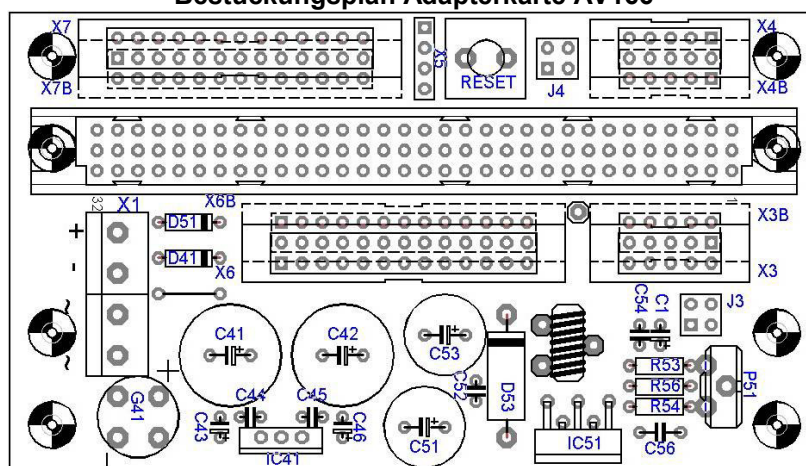 Bestückungsplan Adapterkarte AV100
X7
X5
RESET
J4
X4
X7B
X4B
32
1
X1
X6B
D51
D41
X6
X3B
X3
+
-
~
~
C41
C42
C53
C54
C1
J3
R53
R56
R54
P51
C52
D53
G41
C43
C44
C45
C46
IC41
C51
IC51
C56